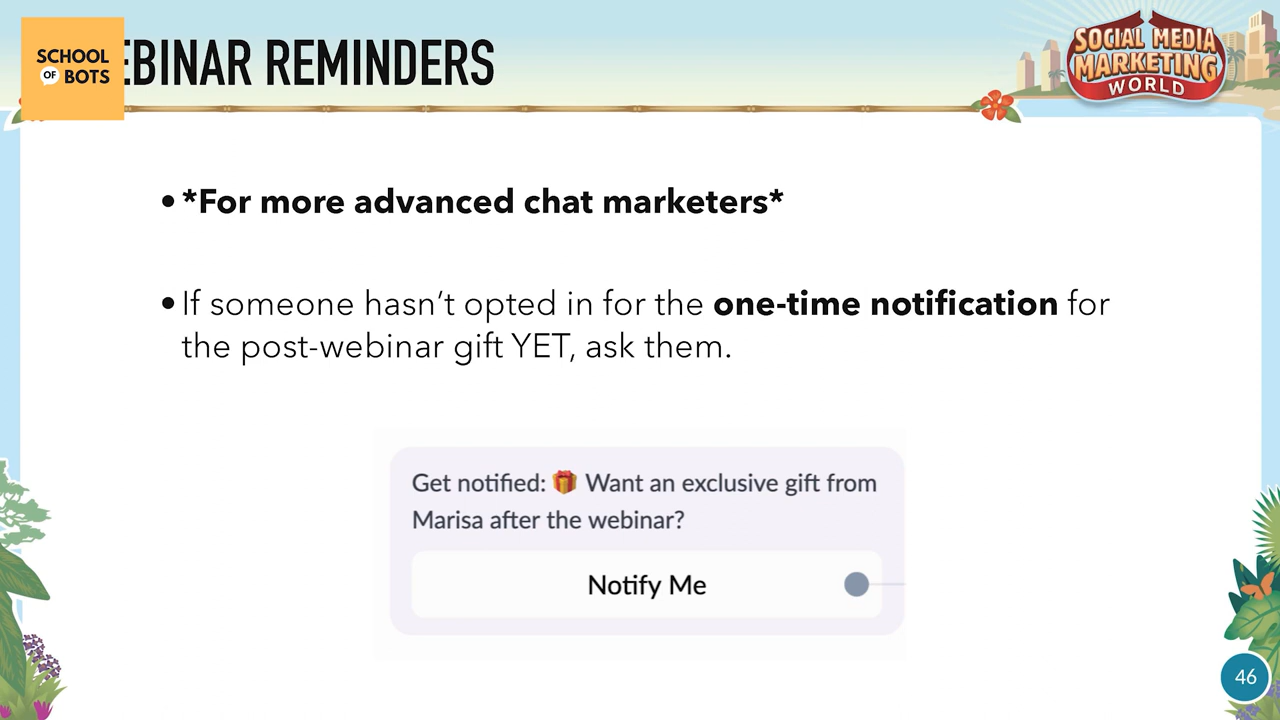 SCHOOL
OF BOTS
EBINAR REMINDERS
SOCIAL MEDIA
MARKETING
WORLD
• *For more advanced chat marketers*
• If someone hasn’t opted in for the one-time notification for
the post-webinar gift YET, ask them.
Get notified: 🎁 Want an exclusive gift from
Marisa after the webinar?
Notify Me
46